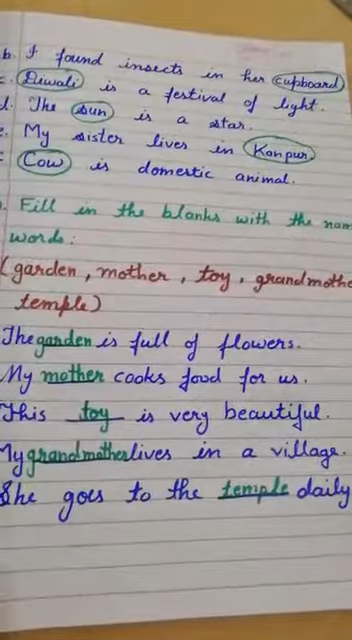 b. I found insects in her cupboard
c. Diwali is a festival of light.
d. The sun is a star.
e. My sister lives in Kanpur.
Cow is domestic animal.
Fill in the blanks with the
words:
(garden, mother, toy, grandmothe
temple)
The garden is full of flowers.
My mother cooks food for us.
This toy is very beautiful.
My grandmother lives in a village.
She goes to the temple daily